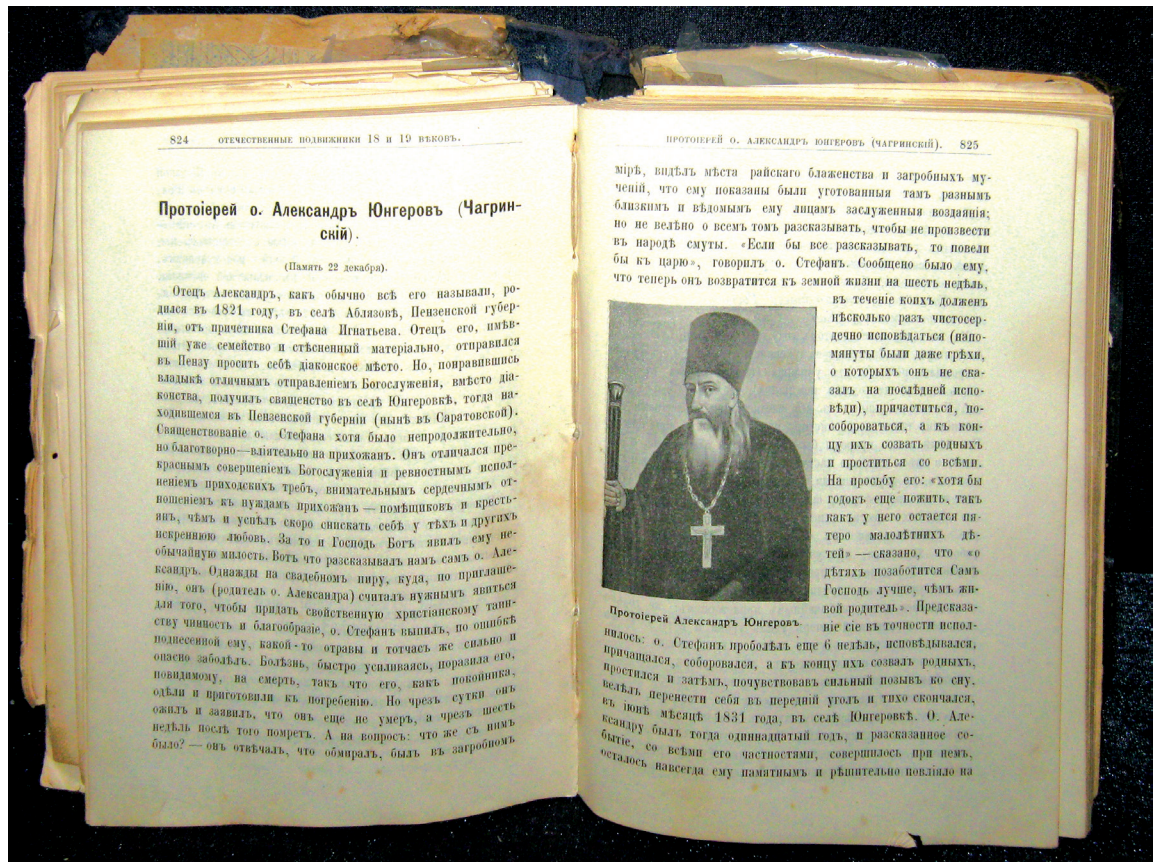 824 ОТЕЧЕСТВЕННЫЕ ПОДВИЖНИКИ 18 и 19 ВѢКОВЪ.
Протоіерей о. Александръ Юнгеровъ (Чагрин-
скій).
(Память 22 декабря).
Отецъ Александръ, какъ обычно всѣ его называли, ро-
дился въ 1821 году, въ селѣ Аблязовѣ, Пензенской губер-
ніи, отъ причетника Стефана Игнатьева. Отецъ его, имѣв-
шій уже семейство и стѣсненный матеріально, отправился
въ Пензу просить себѣ діаконское мѣсто. Но, понравившись
владыкѣ отличнымъ отправленіемъ Богослуженія, вмѣсто діа-
конства, получилъ священство въ селѣ Юнгеровкѣ, тогда на-
ходившемся въ Пензенской губерніи (нынѣ въ Саратовской).
Священствованіе о. Стефана хотя было непродолжительно,
но благотворно—вліятельно на прихожанъ. Онъ отличался пре-
краснымъ совершеніемъ Богослуженія и ревностнымъ испол-
неніемъ приходскихъ требъ, внимательнымъ сердечнымъ от-
ношеніемъ къ нуждамъ прихожанъ — помѣщиковъ и кресть-
янъ, чѣмъ и успѣлъ скоро снискать себѣ у тѣхъ и другихъ
искреннюю любовь. За то и Господь Богъ явилъ ему не-
обычайную милость. Вотъ что разсказывалъ намъ самъ о. Але-
ксандръ. Однажды на свадебномъ пиру, куда, по приглаше-
нію, онъ (родитель о. Александра) считалъ нужнымъ явиться
для того, чтобы придать свойственную христіанскому таин-
ству чинность и благообразіе, о. Стефанъ выпилъ, по ошибкѣ
поднесенной ему, какой-то отравы и тотчасъ же сильно и
опасно заболѣлъ. Болѣзнь, быстро усиливаясь, поразила его,
повидимому, на смерть, такъ что его, какъ покойника,
одѣли и приготовили къ погребенію. Но чрезъ сутки онъ
ожилъ и заявилъ, что онъ еще не умеръ, а чрезъ шесть
недѣль послѣ того помретъ. А на вопросъ: что же съ нимъ
было? — онъ отвѣчалъ, что обмиралъ, былъ въ загробномъ
ПРОТОІЕРЕЙ О. АЛЕКСАНДРЪ ЮНГЕРОВЪ (ЧАГРИНСКІЙ). 825
мірѣ, видѣлъ мѣста райскаго блаженства и загробныхъ му-
ченій, что ему показаны были уготованныя тамъ разнымъ
близкимъ и вѣдомымъ ему лицамъ заслуженныя воздаянія;
но не велѣно о всемъ томъ разсказывать, чтобы не произвести
въ народѣ смуты. «Если бы все разсказывать, то повели
бы къ царю», говорилъ о. Стефанъ. Сообщено было ему,
что теперь онъ возвратится къ земной жизни на шесть недѣль,
въ теченіе коихъ долженъ
нѣсколько разъ чистосер-
дечно исповѣдаться (напо-
мянуты были даже грѣхи,
о которыхъ онъ не ска-
залъ на послѣдней испо-
вѣди), причаститься, по-
собороваться, а къ кон-
цу ихъ созвать родныхъ
и проститься со всѣми.
На просьбу его: «хотя бы
годокъ еще пожить, такъ
какъ у него остается пя-
теро малолѣтнихъ дѣ-
тей» — сказано, что «о
дѣтяхъ позаботится Самъ
Господь лучше, чѣмъ жи-
вой родитель». Предсказа-
ніе сіе въ точности испол-
Протоіерей Александръ Юнгеровъ.
нилось: о. Стефанъ проболѣлъ еще 6 недѣль, исповѣдывался,
причащался, соборовался, а къ концу ихъ созвалъ родныхъ,
простился и затѣмъ, почувствовавъ сильный позывъ ко сну,
велѣлъ перенести себя въ передній уголъ и тихо скончался,
въ іюнѣ мѣсяцѣ 1831 года, въ селѣ Юнгеровкѣ. О. Але-
ксандру былъ тогда одиннадцатый годъ, и разсказанное со-
бытіе, со всѣми его частностями, совершилось при немъ,
осталось навсегда ему памятнымъ и рѣшительно повліяло на